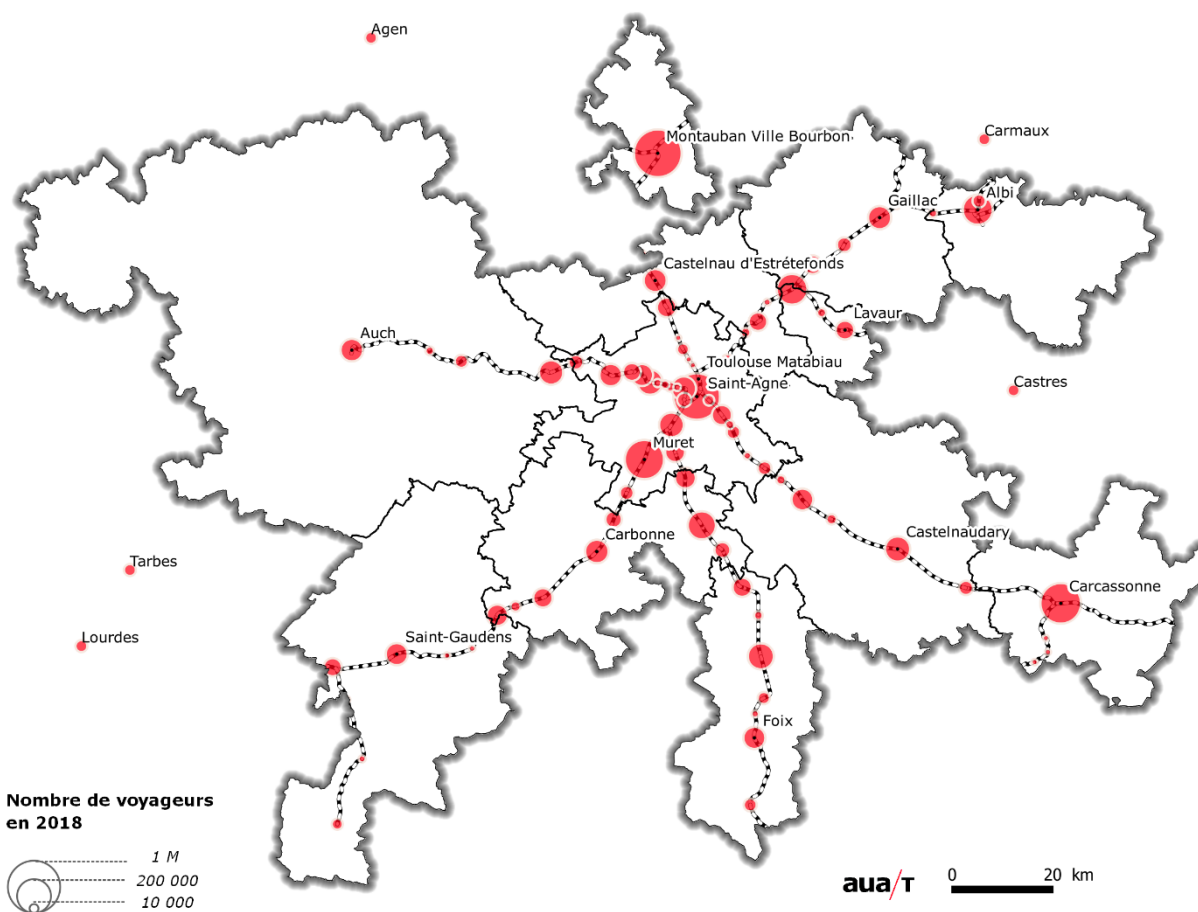 Agen
Montauban Ville Bourbon
Carmaux
Gaillac
Albi
Castelnau d'Estrétefonds
Lavaur
Auch
Toulouse Matabiau
Saint-Agne
Castres
Muret
Carbonne
Castelnaudary
Tarbes
Carcassonne
Lourdes
Saint-Gaudens
Foix
Nombre de voyageurs
en 2018
1 M
200 000
10 000
aua/T
0 20 km